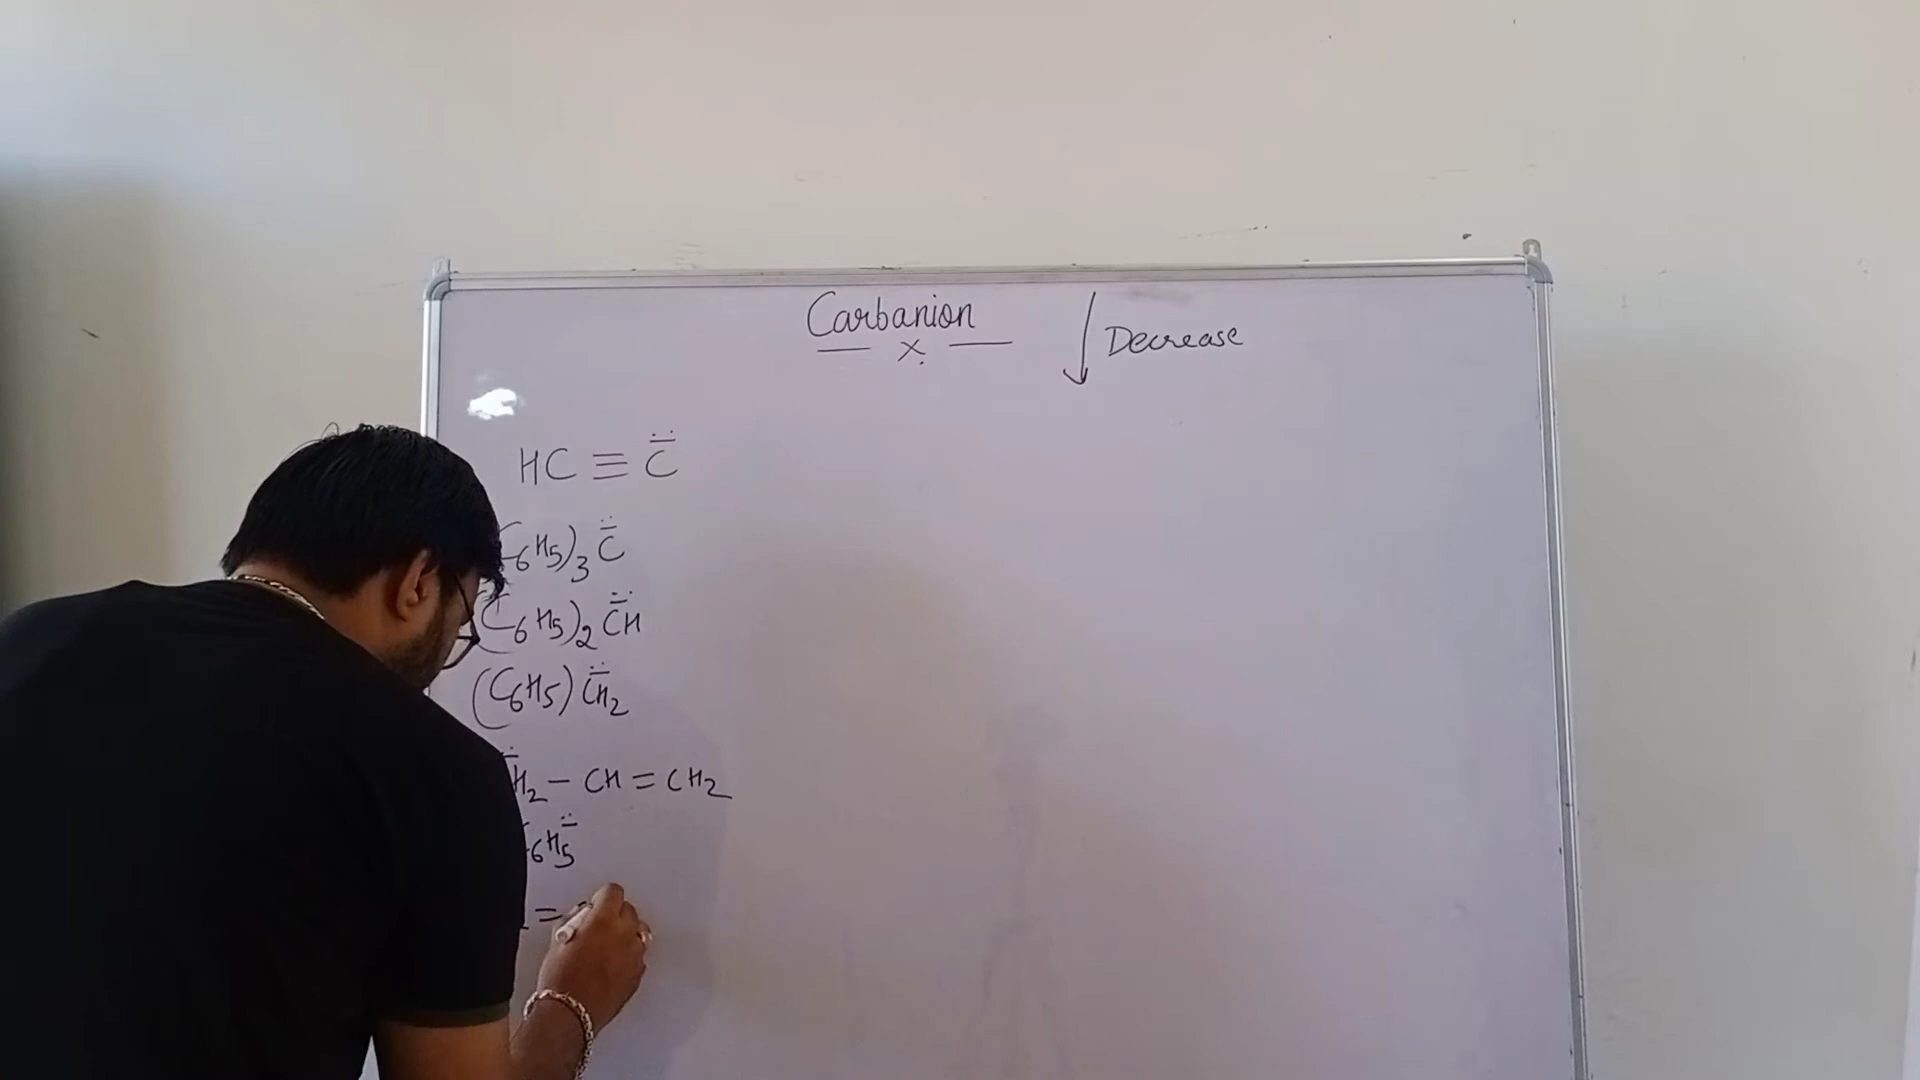 Carbanion
— x —
↓ Decrease
HC ≡ C̄̈
C6H5)3 C̄̈
(C6H5)2 C̄̈H
(C6H5) C̄̈H2
H2 – CH = CH2
6H5̄̈
=